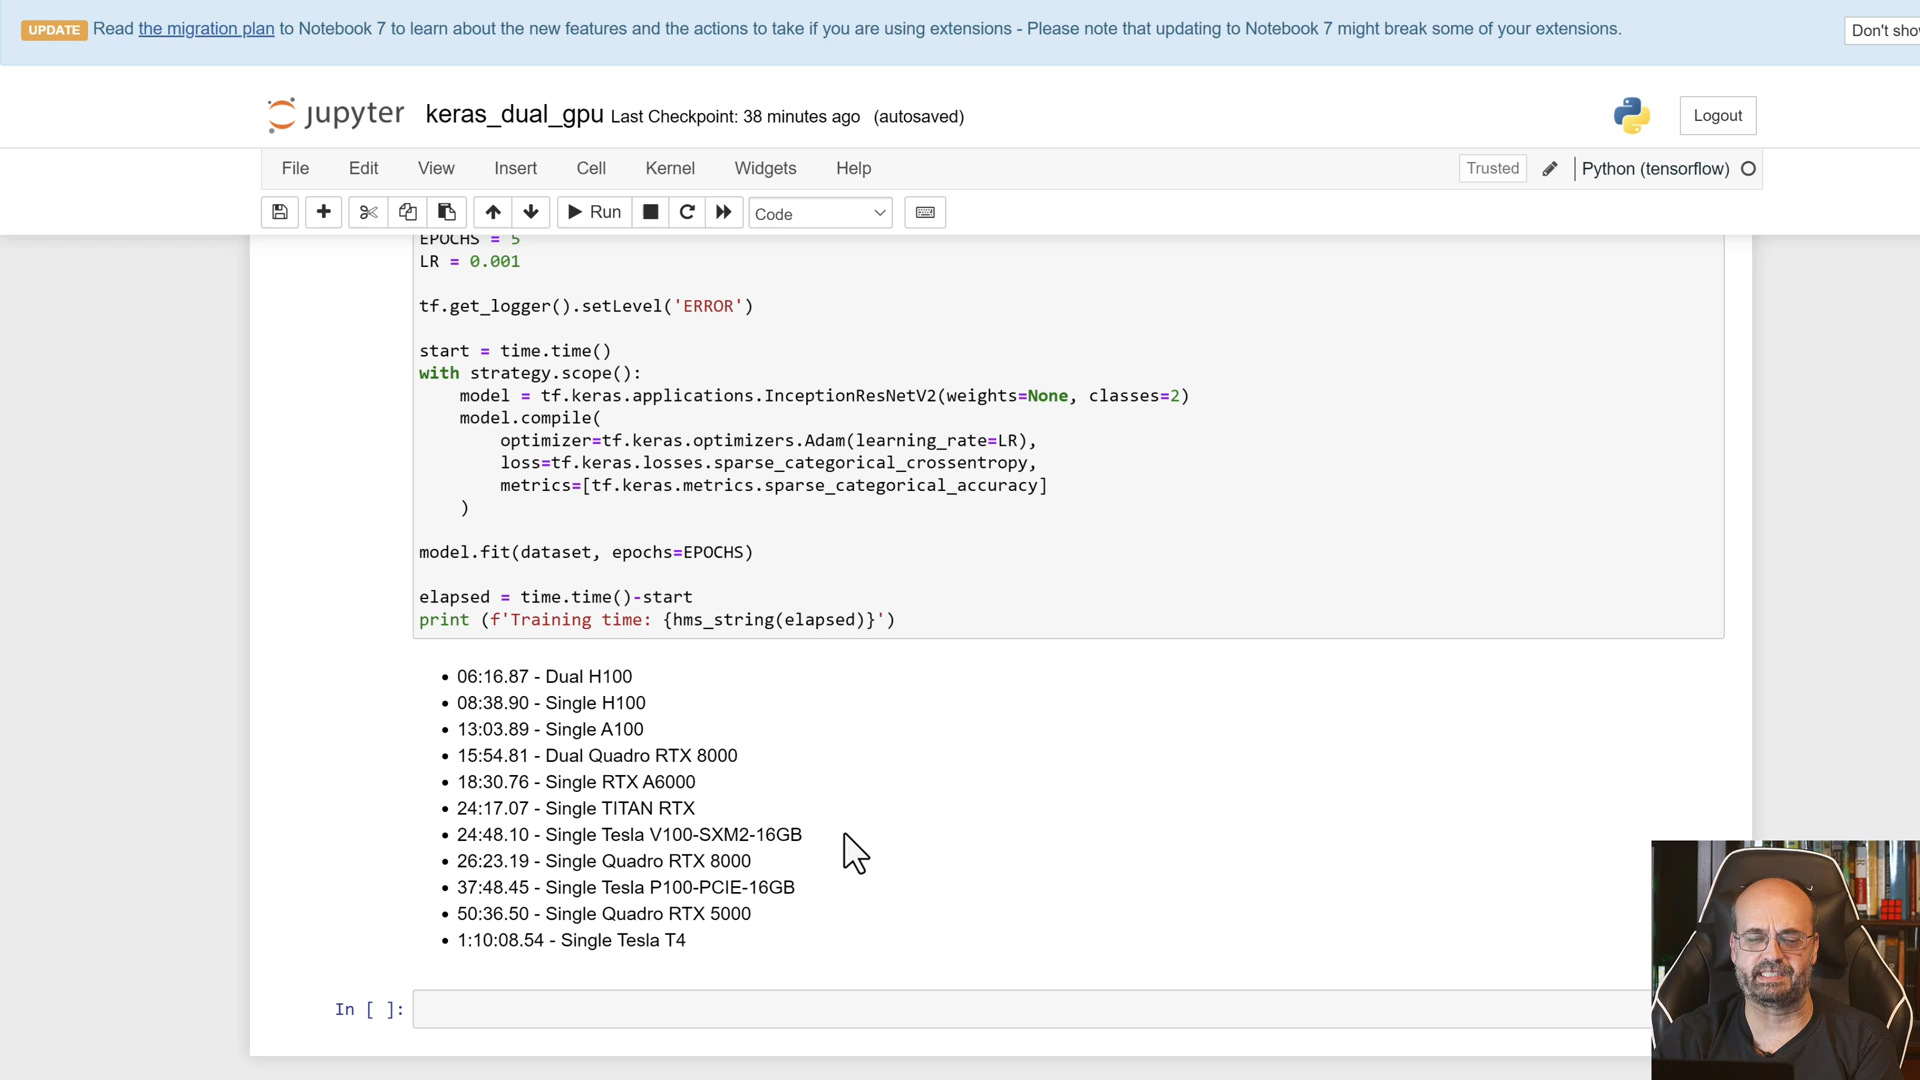 UPDATE Read the migration plan to Notebook 7 to learn about the new features and the actions to take if you are using extensions - Please note that updating to Notebook 7 might break some of your extensions.
Don't sho
jupyter keras_dual_gpu Last Checkpoint: 38 minutes ago (autosaved)
Logout
File Edit View Insert Cell Kernel Widgets Help
Trusted Python (tensorflow)
Run Code
EPOCHS = 5
LR = 0.001
tf.get_logger().setLevel('ERROR')
start = time.time()
with strategy.scope():
    model = tf.keras.applications.InceptionResNetV2(weights=None, classes=2)
    model.compile(
        optimizer=tf.keras.optimizers.Adam(learning_rate=LR),
        loss=tf.keras.losses.sparse_categorical_crossentropy,
        metrics=[tf.keras.metrics.sparse_categorical_accuracy]
    )
model.fit(dataset, epochs=EPOCHS)
elapsed = time.time()-start
print (f'Training time: {hms_string(elapsed)}')
• 06:16.87 - Dual H100
• 08:38.90 - Single H100
• 13:03.89 - Single A100
• 15:54.81 - Dual Quadro RTX 8000
• 18:30.76 - Single RTX A6000
• 24:17.07 - Single TITAN RTX
• 24:48.10 - Single Tesla V100-SXM2-16GB
• 26:23.19 - Single Quadro RTX 8000
• 37:48.45 - Single Tesla P100-PCIE-16GB
• 50:36.50 - Single Quadro RTX 5000
• 1:10:08.54 - Single Tesla T4
In [ ]: